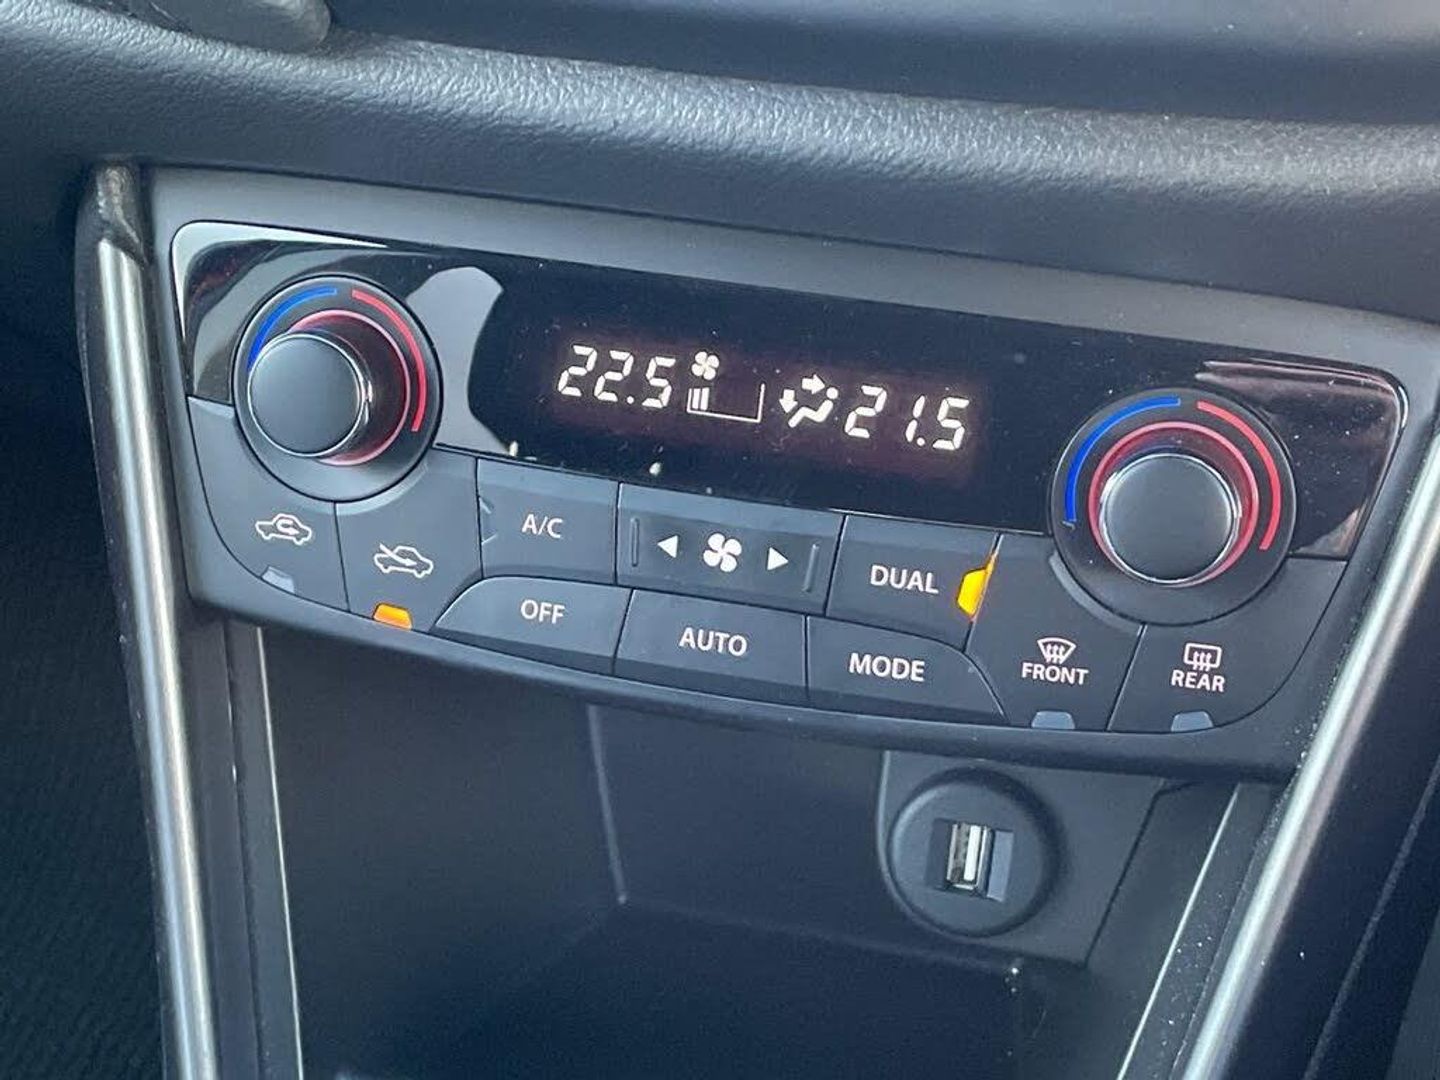 22.5 21.5
A/C
DUAL
OFF
AUTO
MODE
FRONT
REAR